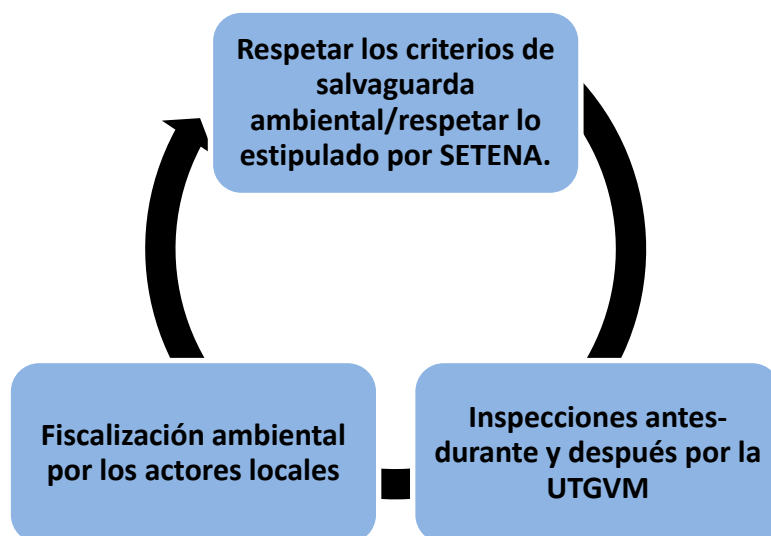 Respetar los criterios de
salvaguarda
ambiental/respetar lo
estipulado por SETENA.
Inspecciones antes-
durante y después por la
UTGVM
Fiscalización ambiental
por los actores locales